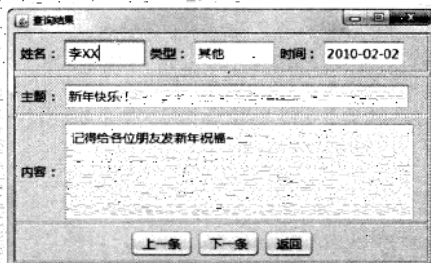 查询结果
姓名： 李XX 类型： 其他 时间： 2010-02-02
主题： 新年快乐！
记得给各位朋友发新年祝福~
内容：
上一条 下一条 返回